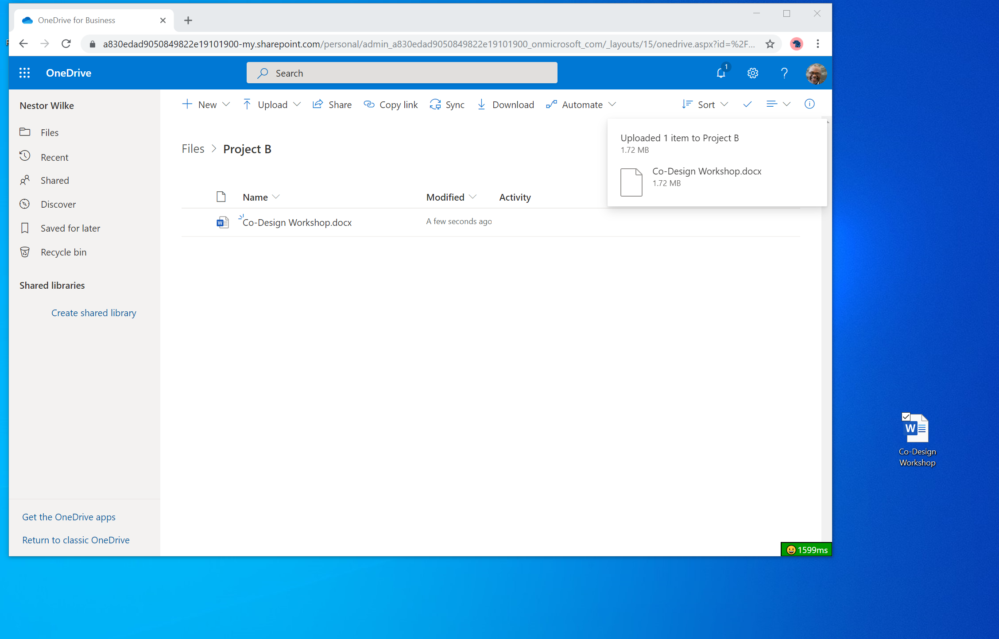 OneDrive for Business
a830edad9050849822e19101900-my.sharepoint.com/personal/admin_a830edad9050849822e19101900_onmicrosoft_com/_layouts/15/onedrive.aspx?id=%2F...
OneDrive
Search
1
Nestor Wilke
Files
Recent
Shared
Discover
Saved for later
Recycle bin
Shared libraries
Create shared library
Get the OneDrive apps
Return to classic OneDrive
New Upload Share Copy link Sync Download Automate Sort
Files > Project B
Uploaded 1 item to Project B
1.72 MB
Co-Design Workshop.docx
1.72 MB
Name Modified Activity
Co-Design Workshop.docx A few seconds ago
1599ms
W
Co-Design
Workshop